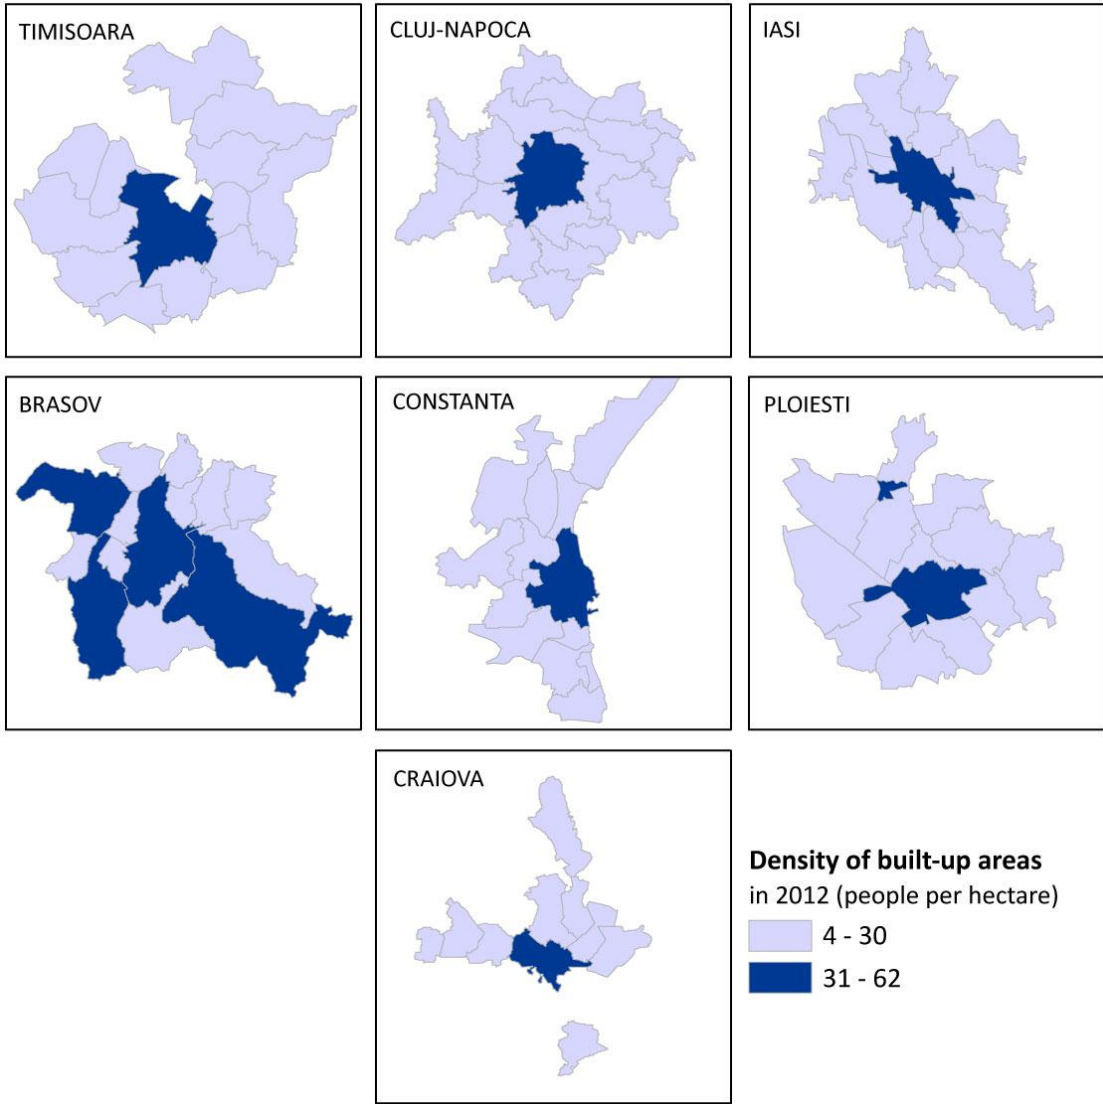 TIMISOARA
CLUJ-NAPOCA
IASI
BRASOV
CONSTANTA
PLOIESTI
CRAIOVA
Density of built-up areas
in 2012 (people per hectare)
4 - 30
31 - 62